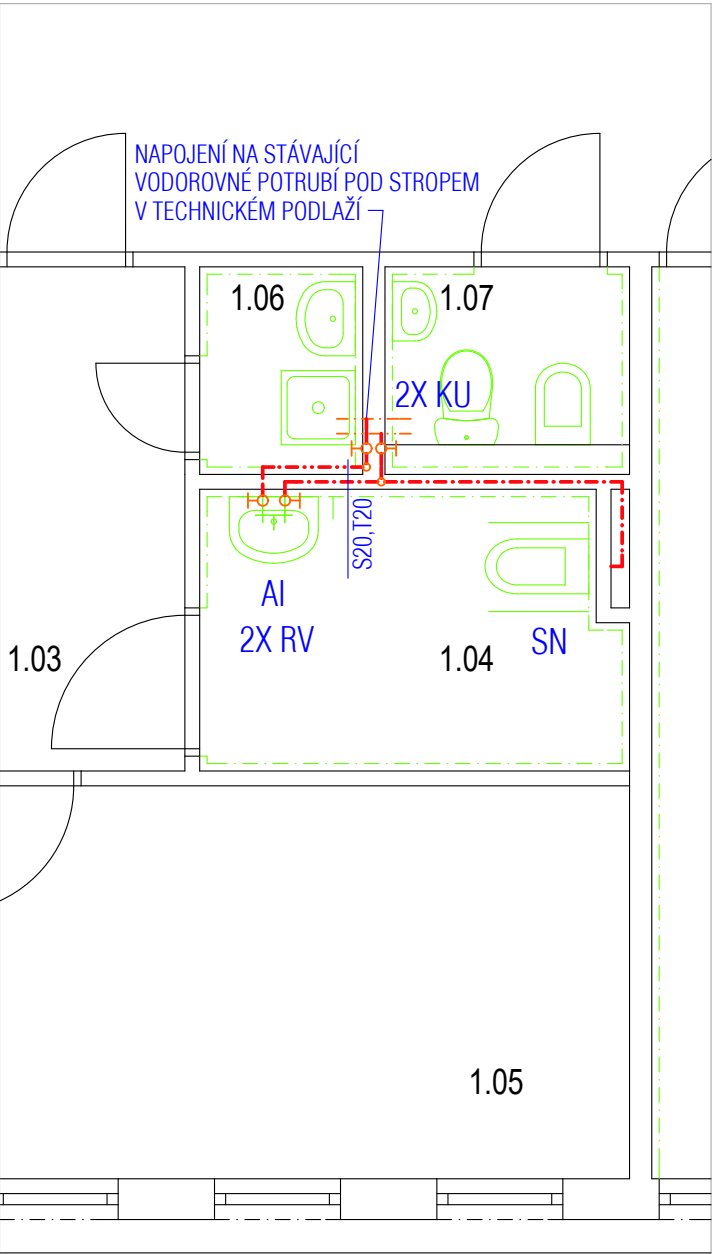 NAPOJENÍ NA STÁVAJÍCÍ
VODOROVNÉ POTRUBÍ POD STROPEM
V TECHNICKÉM PODLAŽÍ
1.06
1.07
2X KU
S20,T20
AI
2X RV
SN
1.03
1.04
1.05